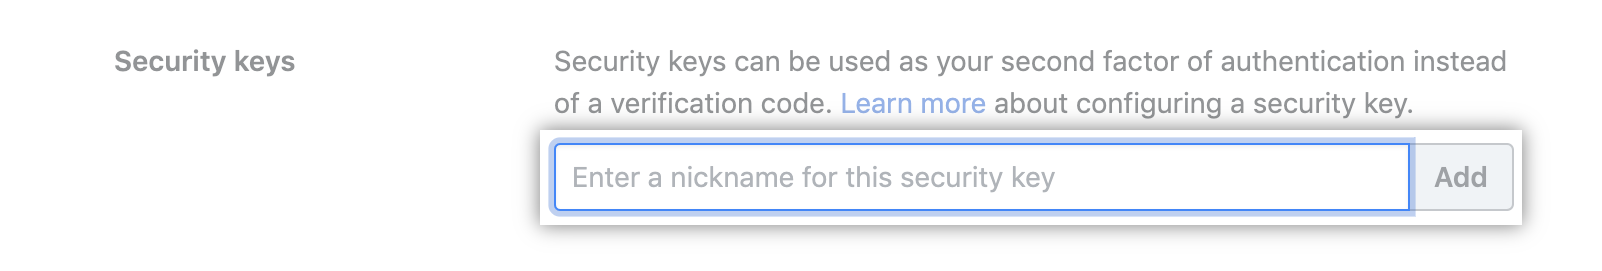 Security keys
Security keys can be used as your second factor of authentication instead
of a verification code. Learn more about configuring a security key.
Enter a nickname for this security key
Add